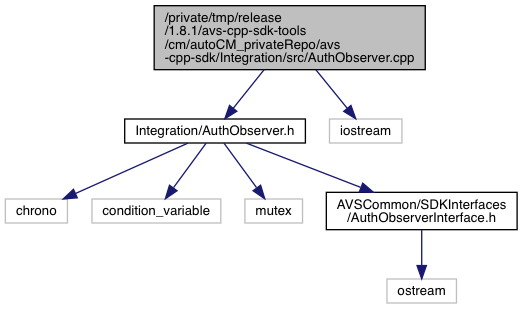 /private/tmp/release
/1.8.1/avs-cpp-sdk-tools
/cm/autoCM_privateRepo/avs
-cpp-sdk/Integration/src/AuthObserver.cpp
Integration/AuthObserver.h
iostream
chrono
condition_variable
mutex
AVSCommon/SDKInterfaces
/AuthObserverInterface.h
ostream